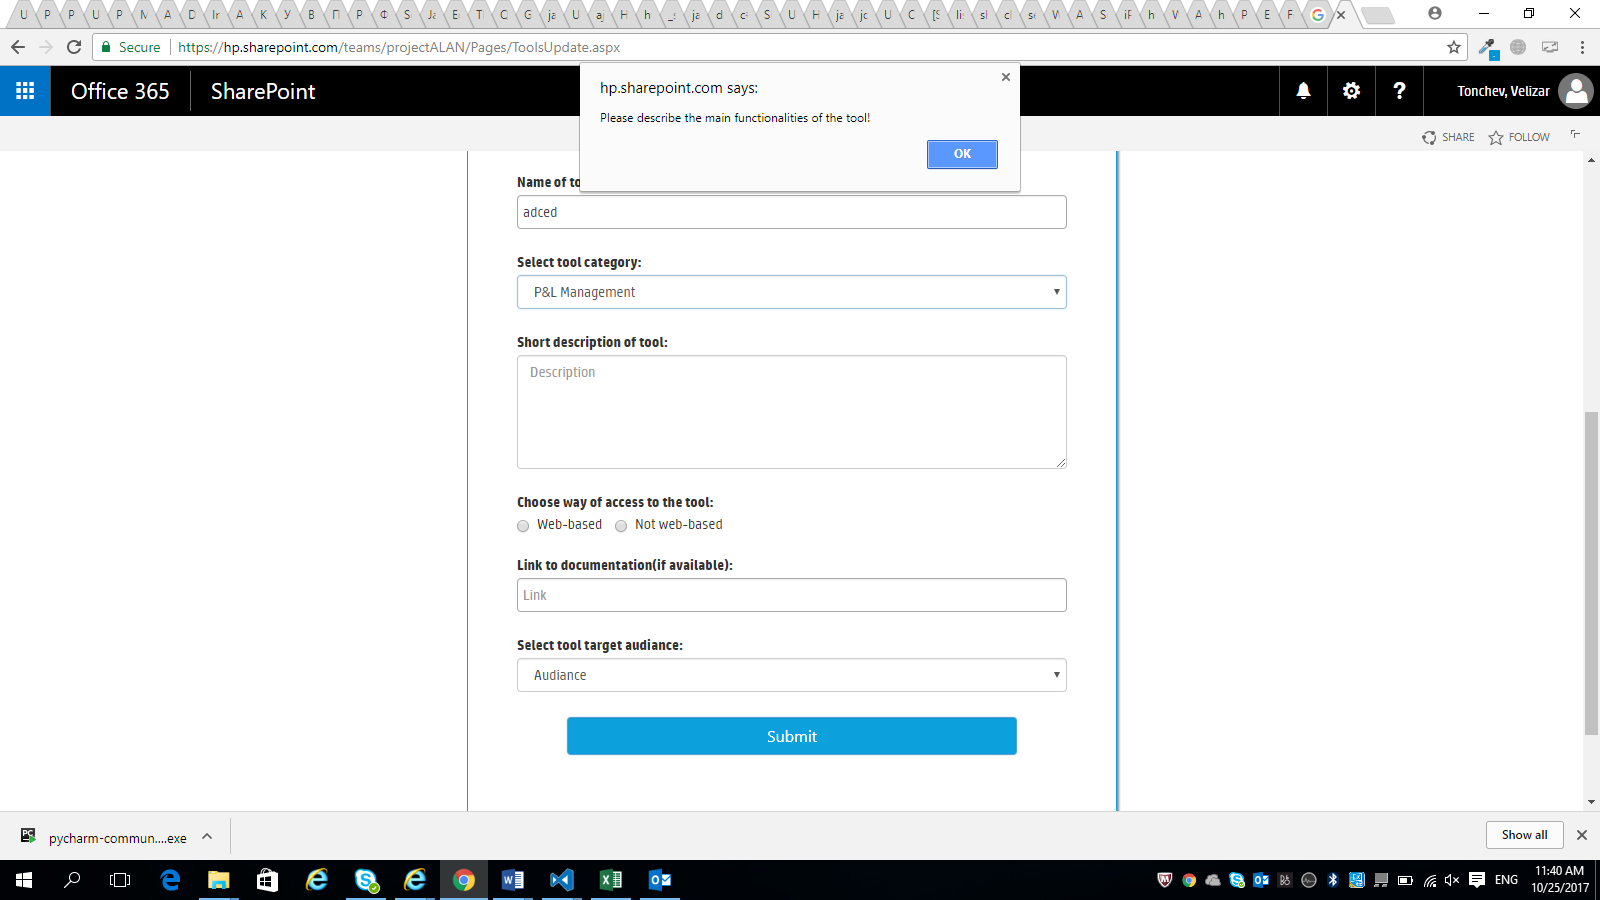 Secure https://hp.sharepoint.com/teams/projectALAN/Pages/ToolsUpdate.aspx
Office 365 SharePoint
Tonchev, Velizar
hp.sharepoint.com says:
Please describe the main functionalities of the tool!
OK
SHARE FOLLOW
Name of to
adced
Select tool category:
P&L Management
Short description of tool:
Description
Choose way of access to the tool:
Web-based Not web-based
Link to documentation(if available):
Link
Select tool target audiance:
Audiance
Submit
pycharm-commun....exe
Show all
ENG
11:40 AM
10/25/2017